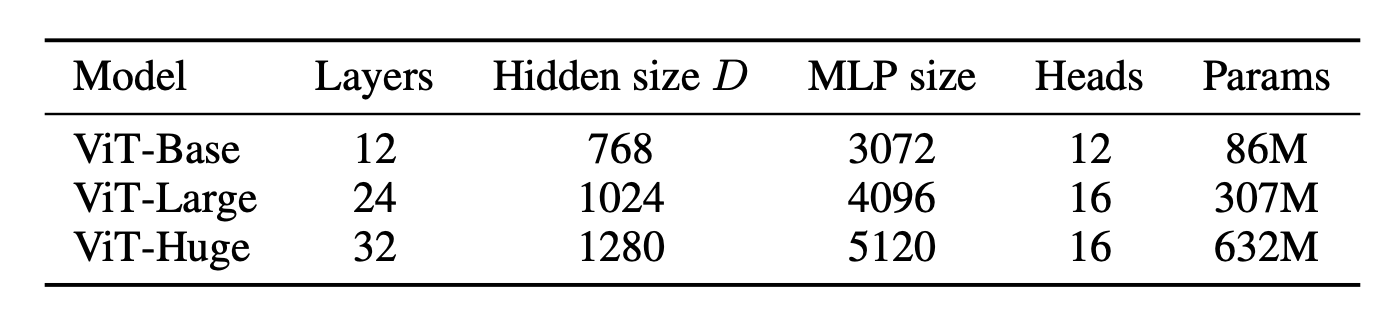 Model Layers Hidden size D MLP size Heads Params
ViT-Base 12 768 3072 12 86M
ViT-Large 24 1024 4096 16 307M
ViT-Huge 32 1280 5120 16 632M